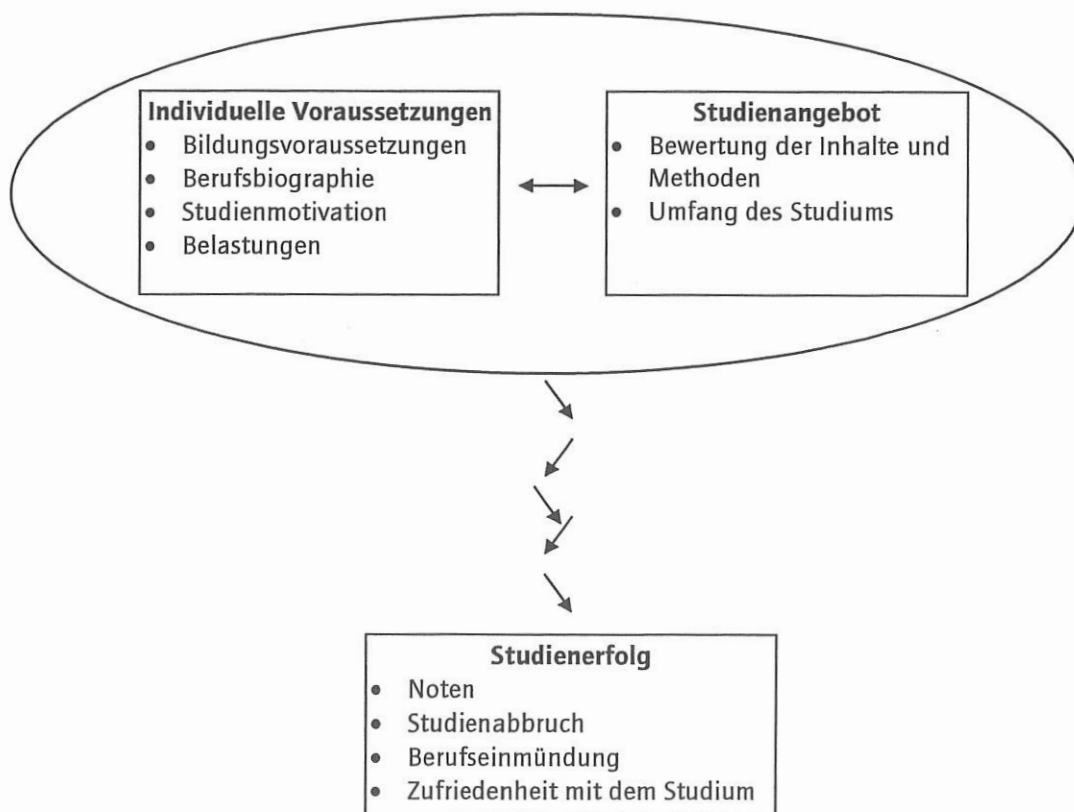 Individuelle Voraussetzungen
• Bildungsvoraussetzungen
• Berufsbiographie
• Studienmotivation
• Belastungen
Studienangebot
• Bewertung der Inhalte und
Methoden
• Umfang des Studiums
Studienerfolg
• Noten
• Studienabbruch
• Berufseinmündung
• Zufriedenheit mit dem Studium